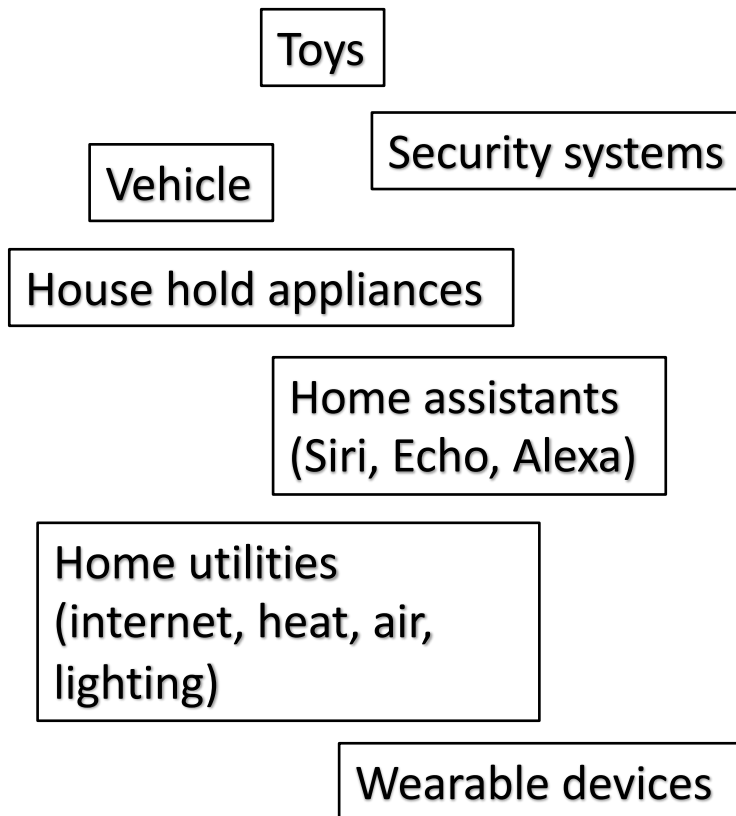 Toys
Security systems
Vehicle
House hold appliances
Home assistants
(Siri, Echo, Alexa)
Home utilities
(internet, heat, air,
lighting)
Wearable devices